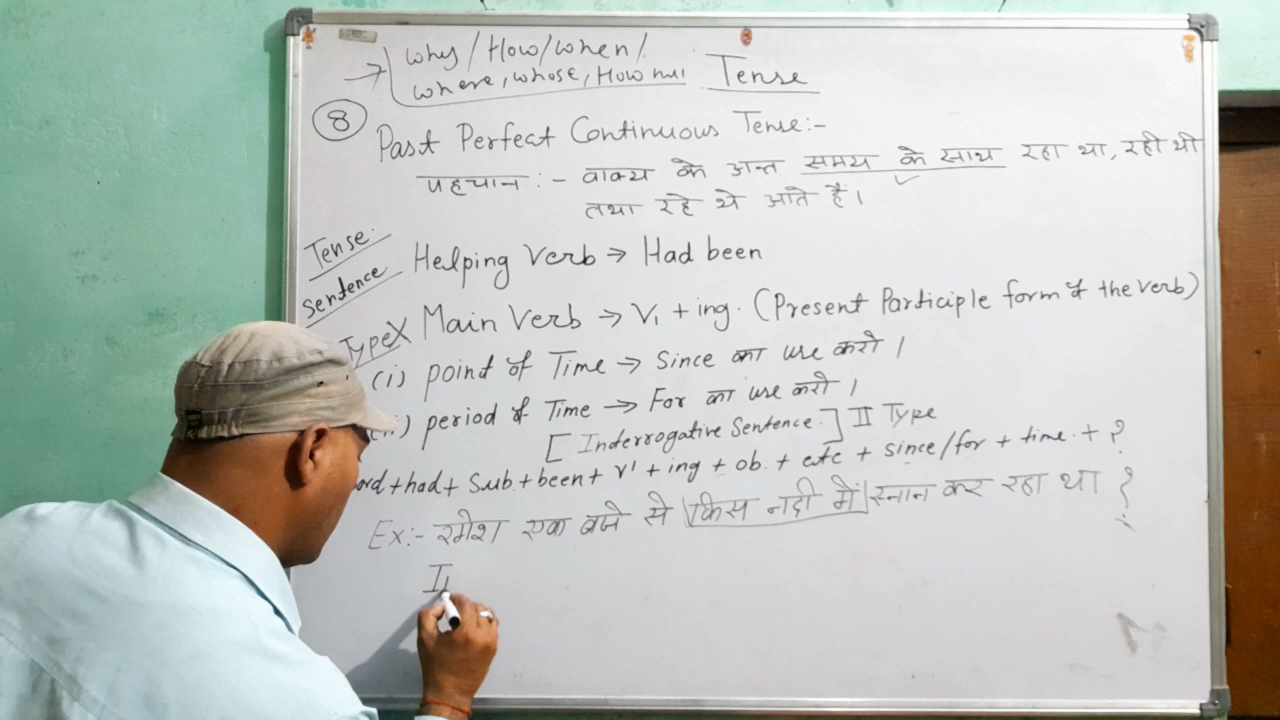 Why / How / when /
where, whose, How
Tense
8
Past Perfect Continuous Tense:-
पहचान :- वाक्य के अन्त समय के साथ रहा था, रही थी
तथा रहे थे आते हैं।
Tense.
Sentence
Type
Helping Verb → Had been
Main Verb → V1 + ing. (Present Participle form of the verb)
(i) point of Time → Since का use करो।
(ii) period of Time → For का use करो।
[Interrogative Sentence.] II Type
+ had + Sub. + been + v1 + ing + ob. + etc + since/for + time. + ?
Ex:- रमेश एक बजे से किस नदी में स्नान कर रहा था ?